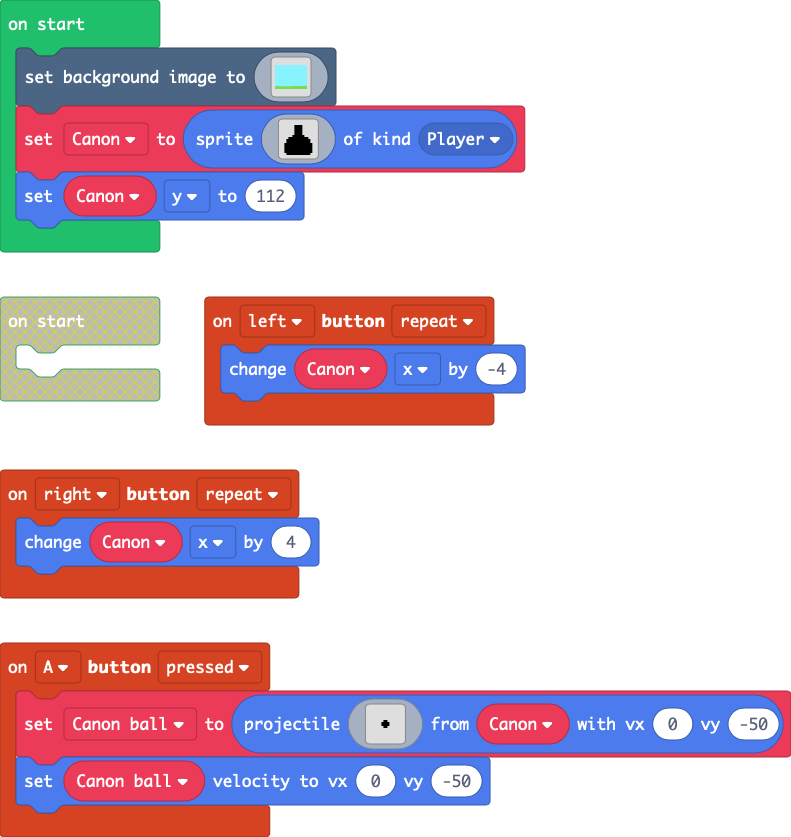 on start
set background image to
set Canon to sprite of kind Player
set Canon y to 112
on start
on left button repeat
change Canon x by -4
on right button repeat
change Canon x by 4
on A button pressed
set Canon ball to projectile from Canon with vx 0 vy -50
set Canon ball velocity to vx 0 vy -50